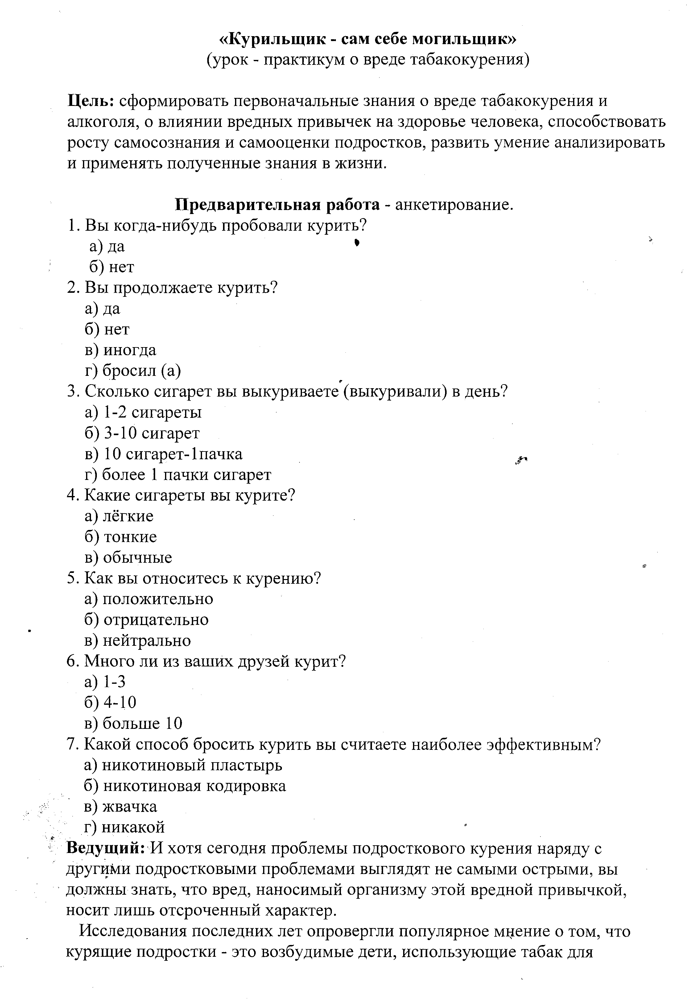 «Курильщик - сам себе могильщик»
(урок - практикум о вреде табакокурения)
Цель: сформировать первоначальные знания о вреде табакокурения и
алкоголя, о влиянии вредных привычек на здоровье человека, способствовать
росту самосознания и самооценки подростков, развить умение анализировать
и применять полученные знания в жизни.
Предварительная работа - анкетирование.
1. Вы когда-нибудь пробовали курить?
а) да
б) нет
2. Вы продолжаете курить?
а) да
б) нет
в) иногда
г) бросил (а)
3. Сколько сигарет вы выкуриваете (выкуривали) в день?
а) 1-2 сигареты
б) 3-10 сигарет
в) 10 сигарет-1пачка
г) более 1 пачки сигарет
4. Какие сигареты вы курите?
а) лёгкие
б) тонкие
в) обычные
5. Как вы относитесь к курению?
а) положительно
б) отрицательно
в) нейтрально
6. Много ли из ваших друзей курит?
а) 1-3
б) 4-10
в) больше 10
7. Какой способ бросить курить вы считаете наиболее эффективным?
а) никотиновый пластырь
б) никотиновая кодировка
в) жвачка
г) никакой
Ведущий: И хотя сегодня проблемы подросткового курения наряду с
другими подростковыми проблемами выглядят не самыми острыми, вы
должны знать, что вред, наносимый организму этой вредной привычкой,
носит лишь отсроченный характер.
Исследования последних лет опровергли популярное мнение о том, что
курящие подростки - это возбудимые дети, использующие табак для